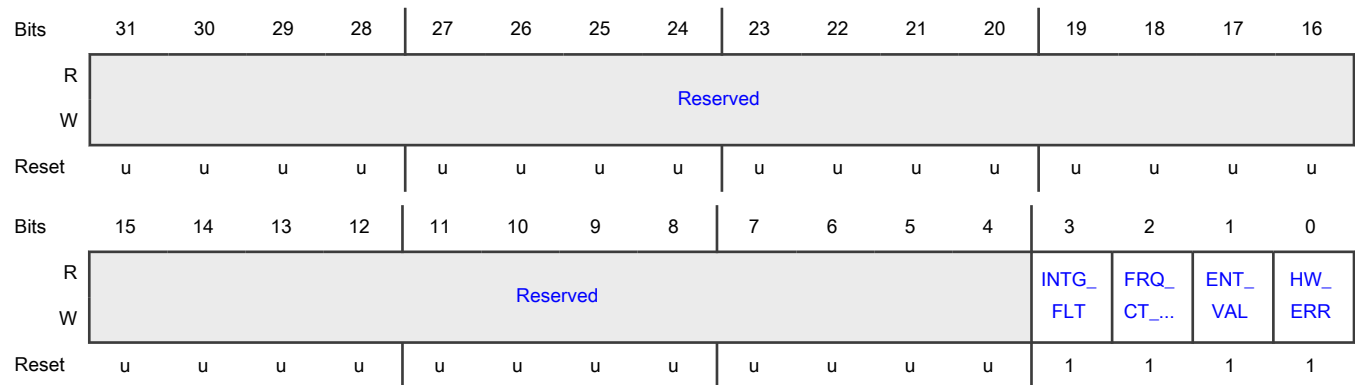 Bits 31 30 29 28 27 26 25 24 23 22 21 20 19 18 17 16
R
Reserved
W
Reset u u u u u u u u u u u u u u u u
Bits 15 14 13 12 11 10 9 8 7 6 5 4 3 2 1 0
R INTG_ FRQ_ ENT_ HW_
Reserved
W FLT CT_... VAL ERR
Reset u u u u u u u u u u u u 1 1 1 1